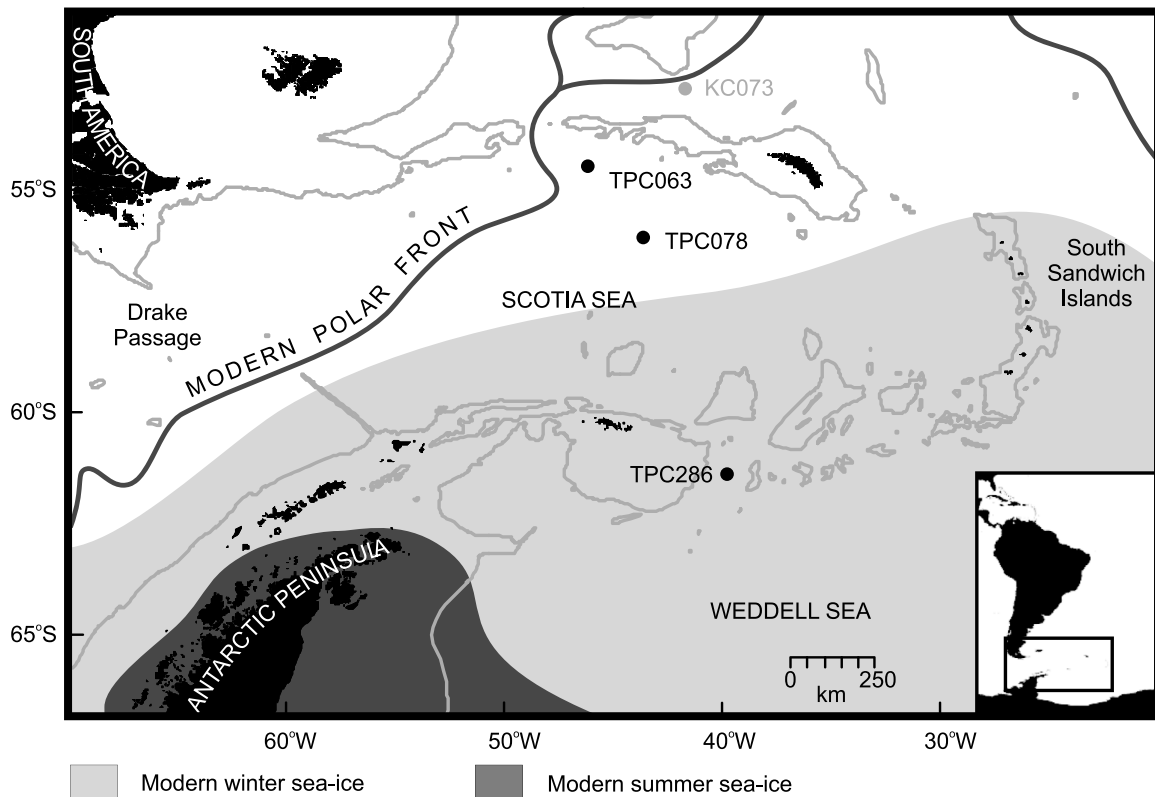 SOUTH AMERICA
KC073
TPC063
55°S
TPC078
MODERN POLAR FRONT
South
Sandwich
Islands
SCOTIA SEA
Drake
Passage
60°S
TPC286
ANTARCTIC PENINSULA
WEDDELL SEA
65°S
0 250
km
60°W 50°W 40°W 30°W
Modern winter sea-ice Modern summer sea-ice